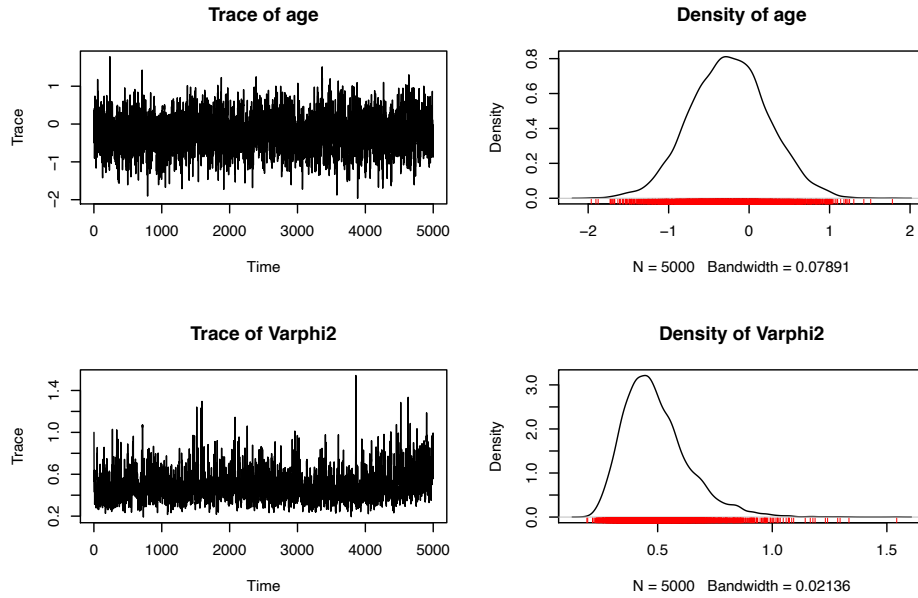 Trace of age
Trace
1
0
−1
−2
0 1000 2000 3000 4000 5000
Time
Density of age
Density
0.8
0.6
0.4
0.2
0.0
−2 −1 0 1 2
N = 5000 Bandwidth = 0.07891
Trace of Varphi2
Trace
1.4
1.0
0.6
0.2
0 1000 2000 3000 4000 5000
Time
Density of Varphi2
Density
3.0
2.0
1.0
0.0
0.5 1.0 1.5
N = 5000 Bandwidth = 0.02136